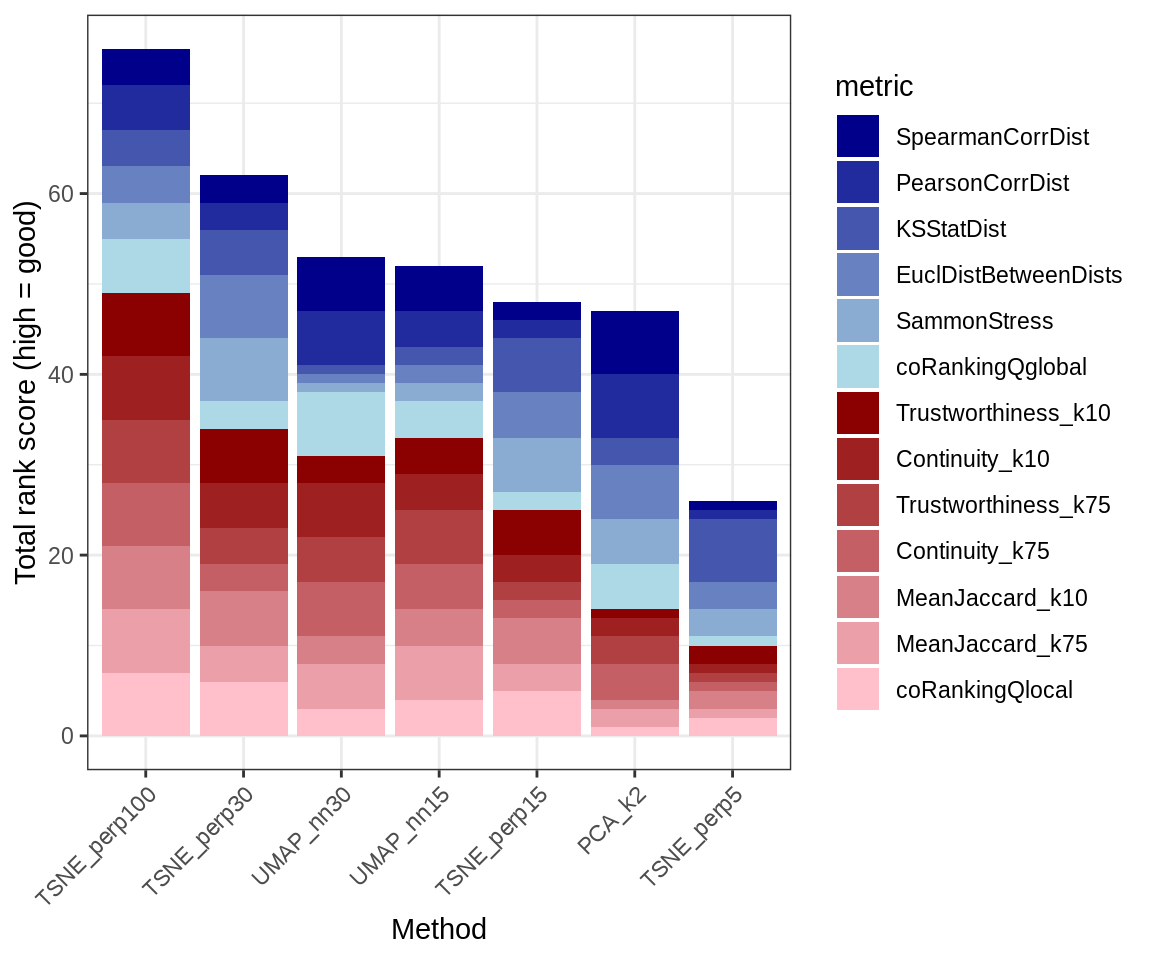 Total rank score (high = good)
60
40
20
0
TSNE_perp100
TSNE_perp30
UMAP_nn30
UMAP_nn15
TSNE_perp15
PCA_k2
TSNE_perp5
Method
metric
SpearmanCorrDist
PearsonCorrDist
KSStatDist
EuclDistBetweenDists
SammonStress
coRankingQglobal
Trustworthiness_k10
Continuity_k10
Trustworthiness_k75
Continuity_k75
MeanJaccard_k10
MeanJaccard_k75
coRankingQlocal